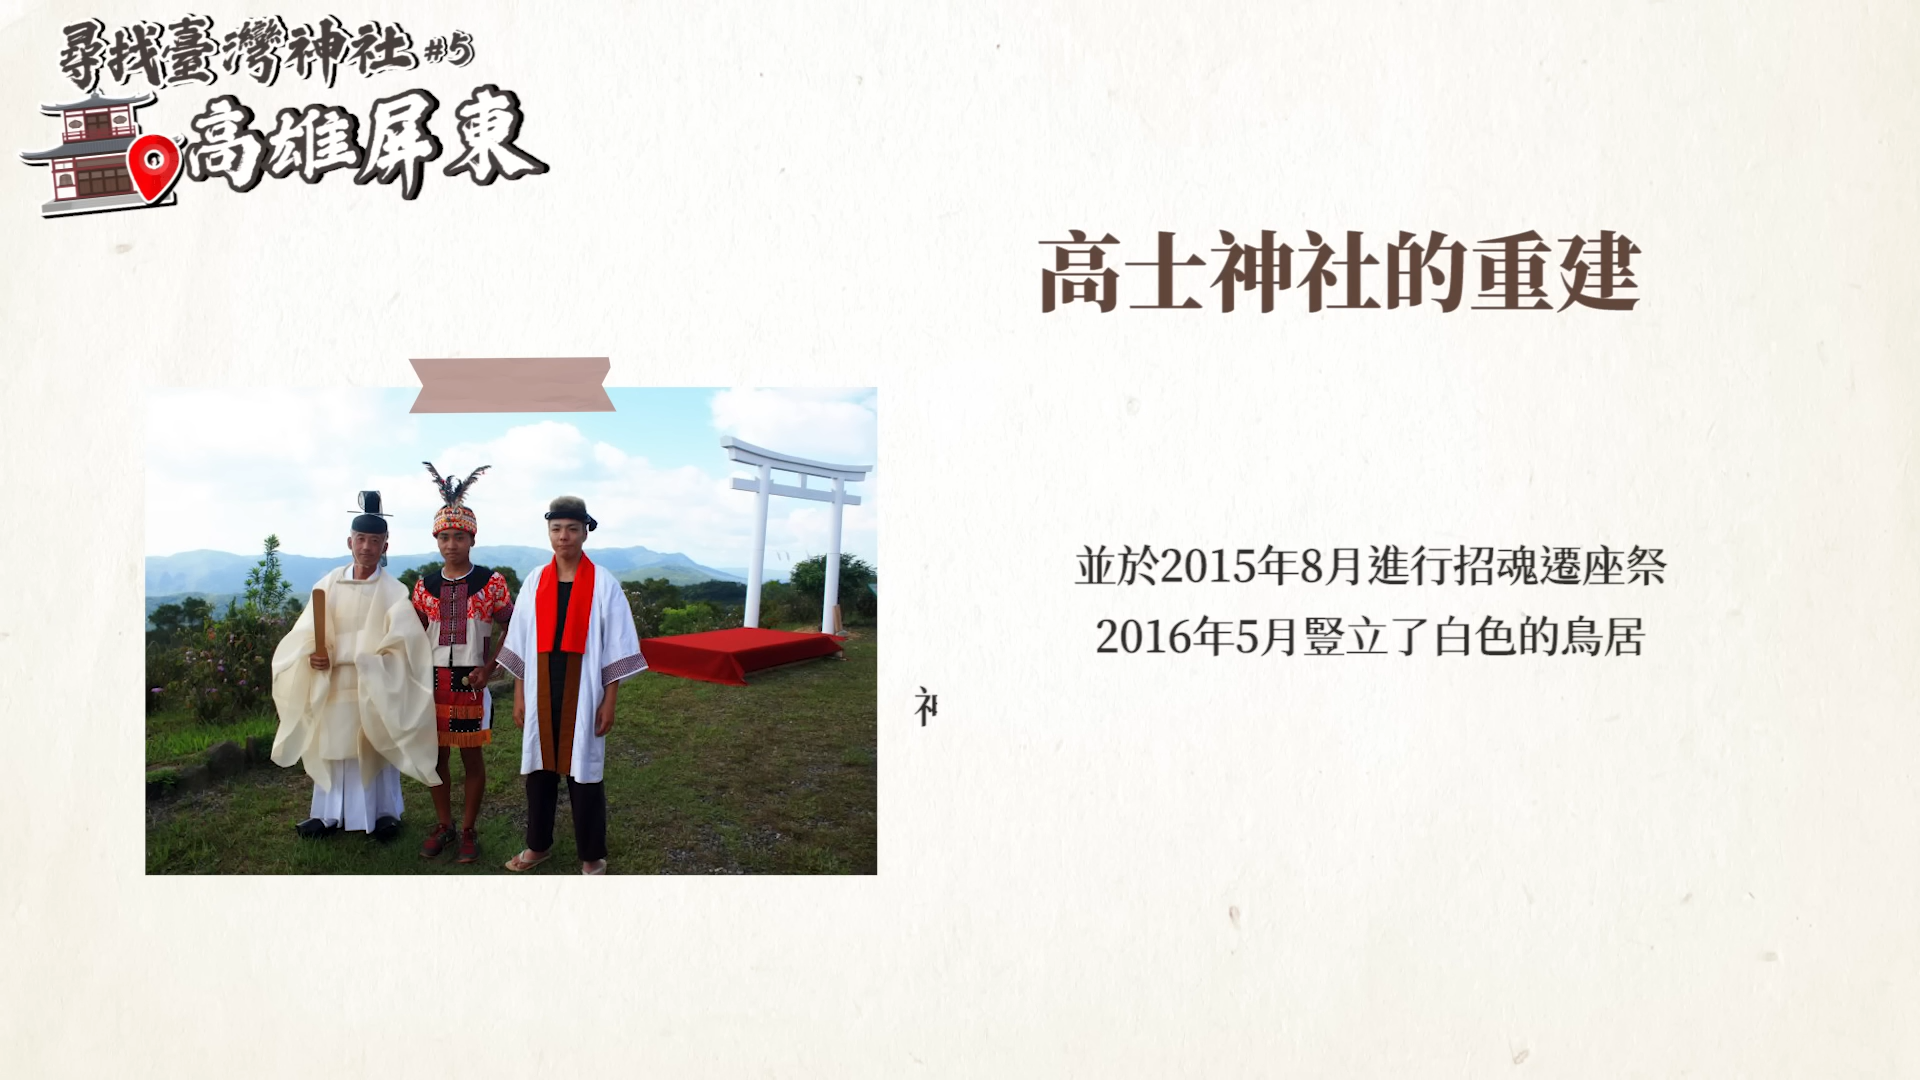 尋找臺灣神社#5
高雄屏東
高士神社的重建
並於2015年8月進行招魂遷座祭
2016年5月豎立了白色的鳥居